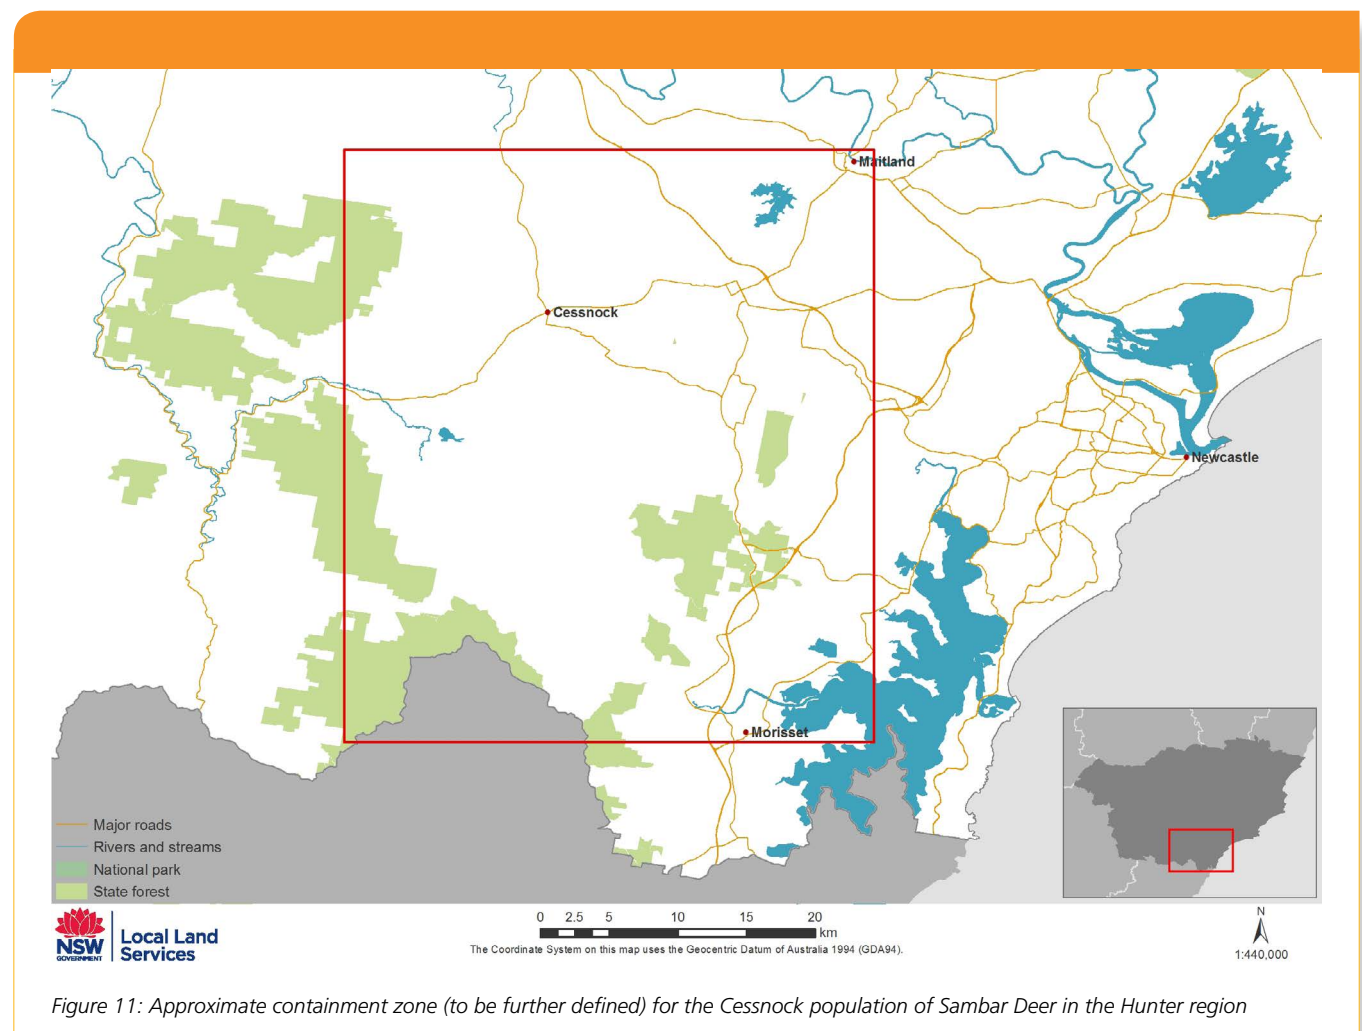 Maitland
Cessnock
Newcastle
Morisset
Major roads
Rivers and streams
National park
State forest
NSW
GOVERNMENT
Local Land
Services
0 2.5 5 10 15 20
km
The Coordinate System on this map uses the Geocentric Datum of Australia 1994 (GDA94).
N
1:440,000
Figure 11: Approximate containment zone (to be further defined) for the Cessnock population of Sambar Deer in the Hunter region